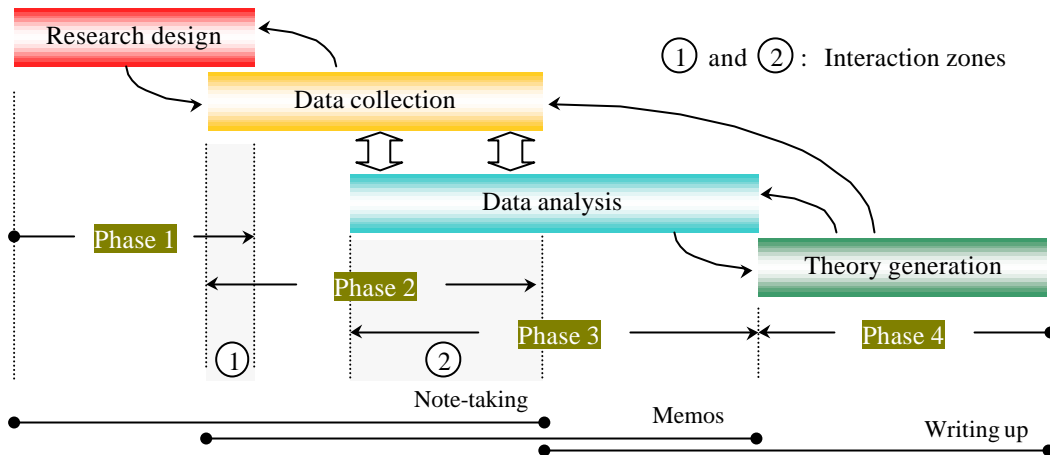 Research design
① and ② : Interaction zones
Data collection
Data analysis
Phase 1
Theory generation
Phase 2
Phase 3
Phase 4
① ②
Note-taking
Memos
Writing up